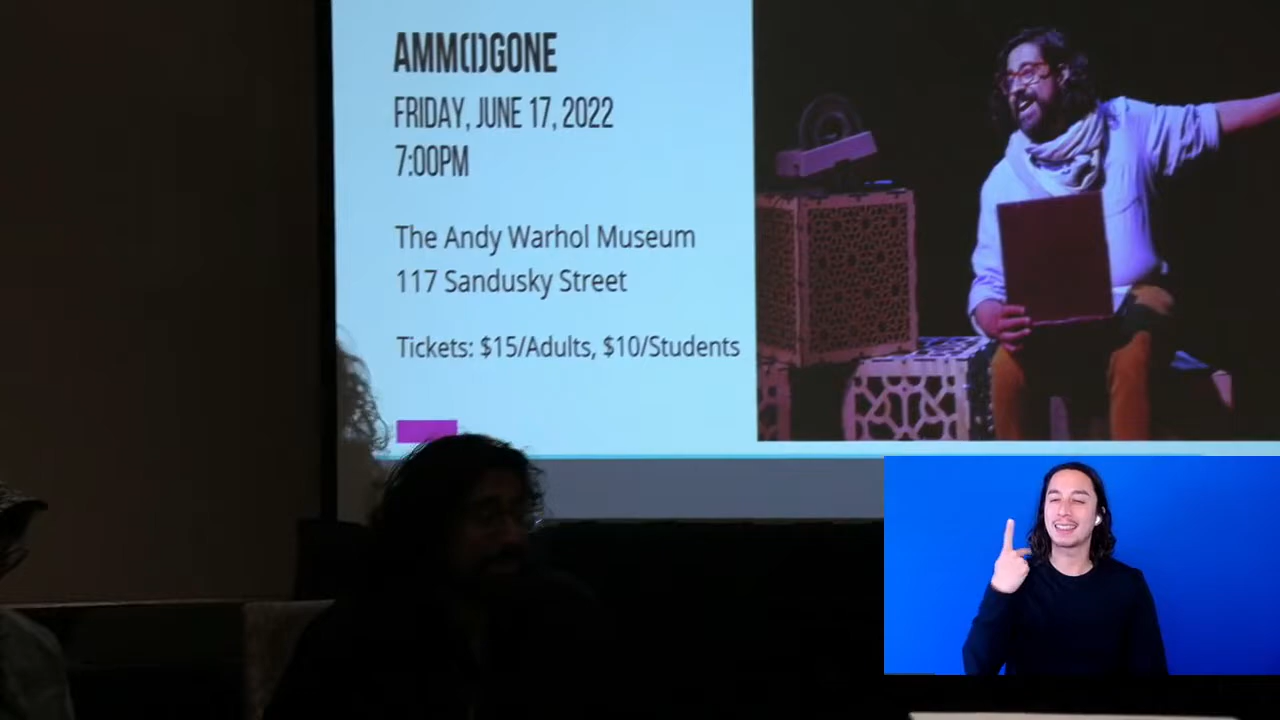 AMM(I)GONE
FRIDAY, JUNE 17, 2022
7:00PM
The Andy Warhol Museum
117 Sandusky Street
Tickets: $15/Adults, $10/Students